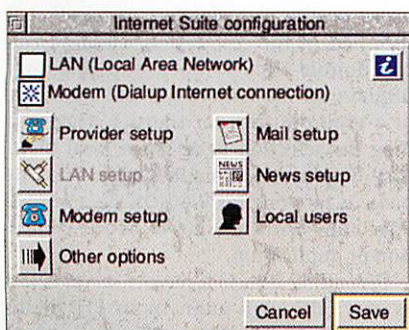 Internet Suite configuration
LAN (Local Area Network)
Modem (Dialup Internet connection)
Provider setup
Mail setup
LAN setup
NEWS
News setup
Modem setup
Local users
Other options
Cancel
Save